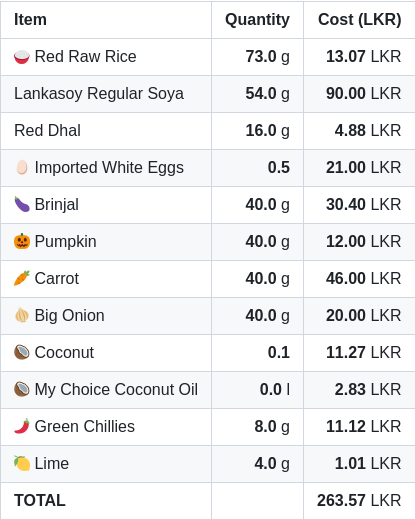 Item Quantity Cost (LKR)
Red Raw Rice 73.0 g 13.07 LKR
Lankasoy Regular Soya 54.0 g 90.00 LKR
Red Dhal 16.0 g 4.88 LKR
Imported White Eggs 0.5 21.00 LKR
Brinjal 40.0 g 30.40 LKR
Pumpkin 40.0 g 12.00 LKR
Carrot 40.0 g 46.00 LKR
Big Onion 40.0 g 20.00 LKR
Coconut 0.1 11.27 LKR
My Choice Coconut Oil 0.0 l 2.83 LKR
Green Chillies 8.0 g 11.12 LKR
Lime 4.0 g 1.01 LKR
TOTAL 263.57 LKR